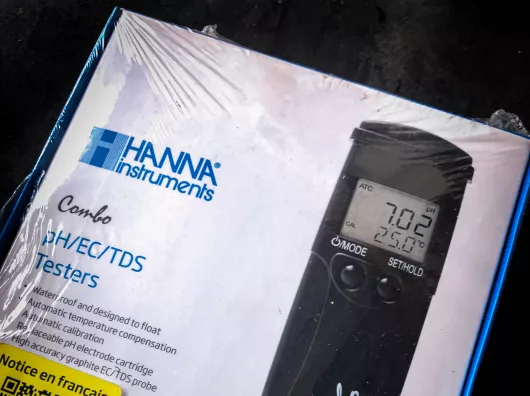 HANNA®
instruments
Combo
pH/EC/TDS
Testers
Waterproof and designed to float
Automatic temperature compensation
Automatic calibration
Replaceable pH electrode cartridge
High accuracy graphite EC/TDS probe
Notice en français
ATC
pH
7.02
CAL
25.0°C
⏻/MODE
SET/HOLD